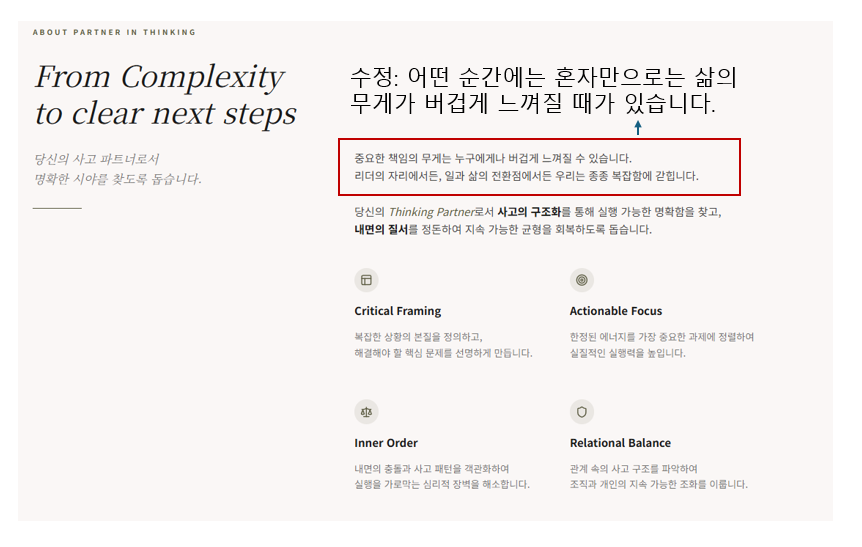 ABOUT PARTNER IN THINKING
From Complexity
to clear next steps
당신의 사고 파트너로서
명확한 시야를 찾도록 돕습니다.
수정: 어떤 순간에는 혼자만으로는 삶의
무게가 버겁게 느껴질 때가 있습니다.
중요한 책임의 무게는 누구에게나 버겁게 느껴질 수 있습니다.
리더의 자리에서든, 일과 삶의 전환점에서든 우리는 종종 복잡함에 갇힙니다.
당신의 Thinking Partner로서 사고의 구조화를 통해 실행 가능한 명확함을 찾고,
내면의 질서를 정돈하여 지속 가능한 균형을 회복하도록 돕습니다.
Critical Framing
복잡한 상황의 본질을 정의하고,
해결해야 할 핵심 문제를 선명하게 만듭니다.
Actionable Focus
한정된 에너지를 가장 중요한 과제에 정렬하여
실질적인 실행력을 높입니다.
Inner Order
내면의 충돌과 사고 패턴을 객관화하여
실행을 가로막는 심리적 장벽을 해소합니다.
Relational Balance
관계 속의 사고 구조를 파악하여
조직과 개인의 지속 가능한 조화를 이룹니다.